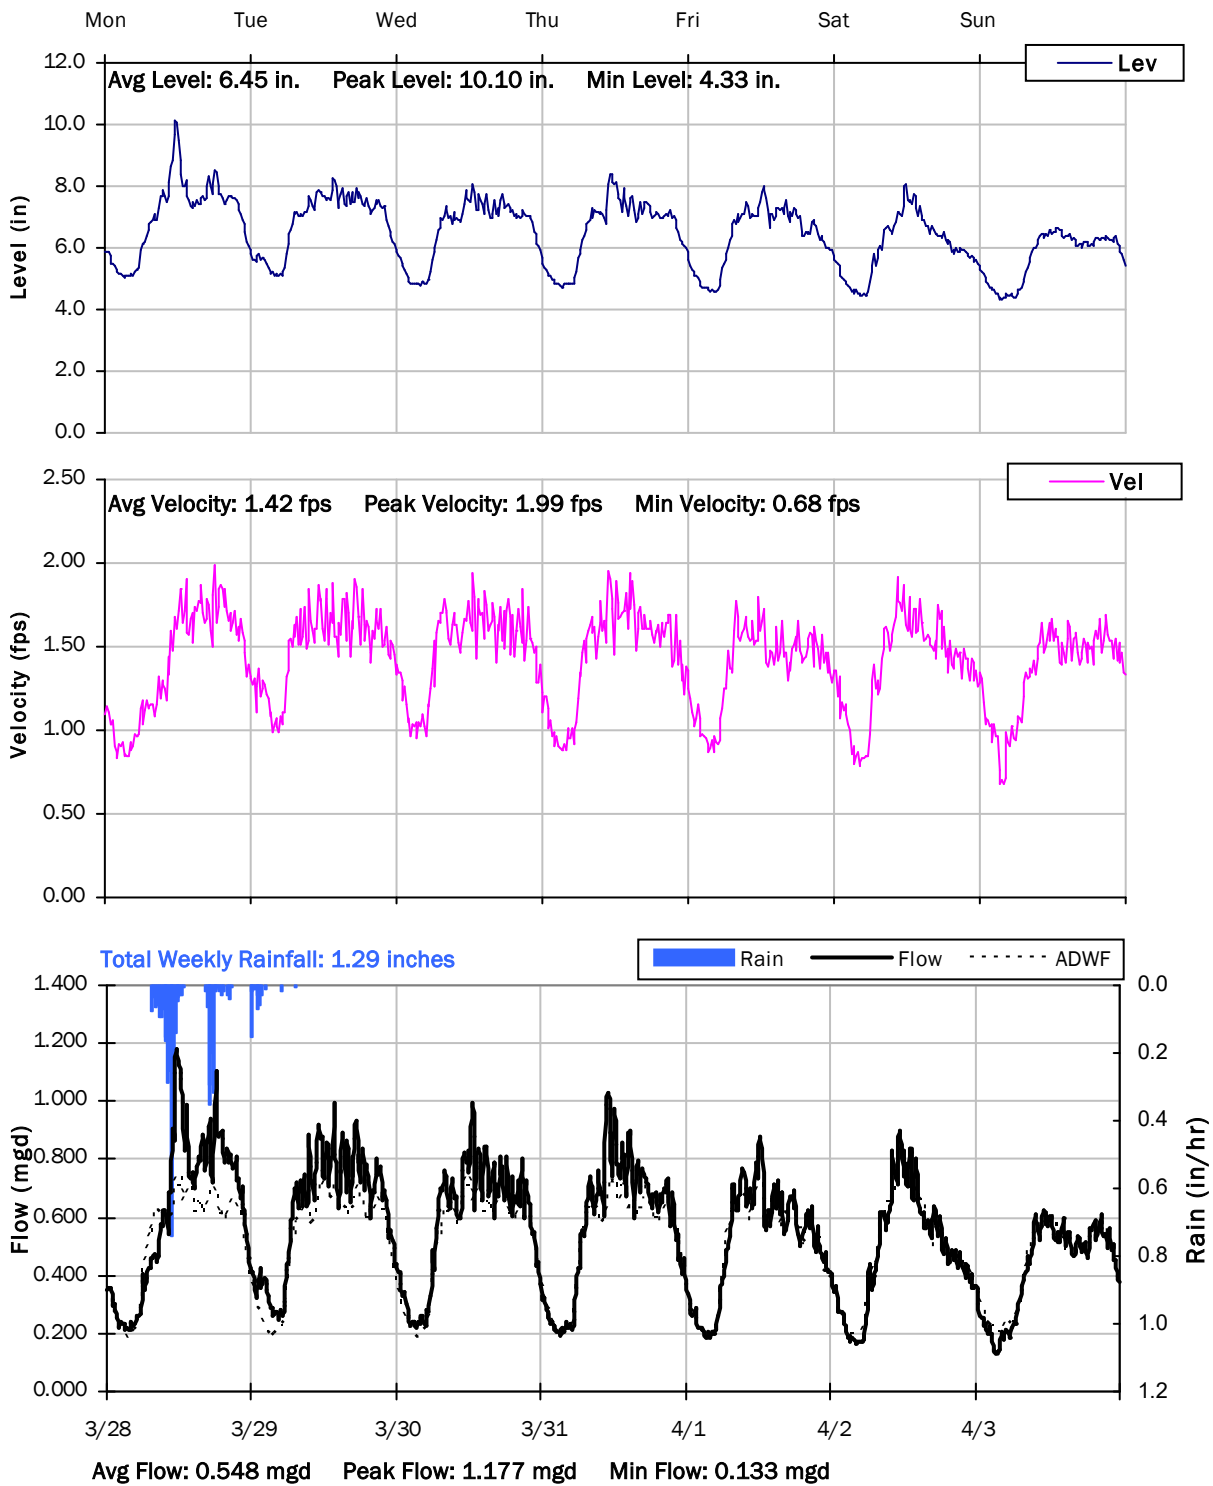 Mon Tue Wed Thu Fri Sat Sun
12.0
Lev
Avg Level: 6.45 in. Peak Level: 10.10 in. Min Level: 4.33 in.
10.0
8.0
6.0
4.0
2.0
0.0
Level (in)
2.50
Vel
Avg Velocity: 1.42 fps Peak Velocity: 1.99 fps Min Velocity: 0.68 fps
2.00
1.50
1.00
0.50
0.00
Velocity (fps)
Total Weekly Rainfall: 1.29 inches
Rain Flow ADWF
1.400
1.200
1.000
0.800
0.600
0.400
0.200
0.000
Flow (mgd)
0.0
0.2
0.4
0.6
0.8
1.0
1.2
Rain (in/hr)
3/28 3/29 3/30 3/31 4/1 4/2 4/3
Avg Flow: 0.548 mgd Peak Flow: 1.177 mgd Min Flow: 0.133 mgd